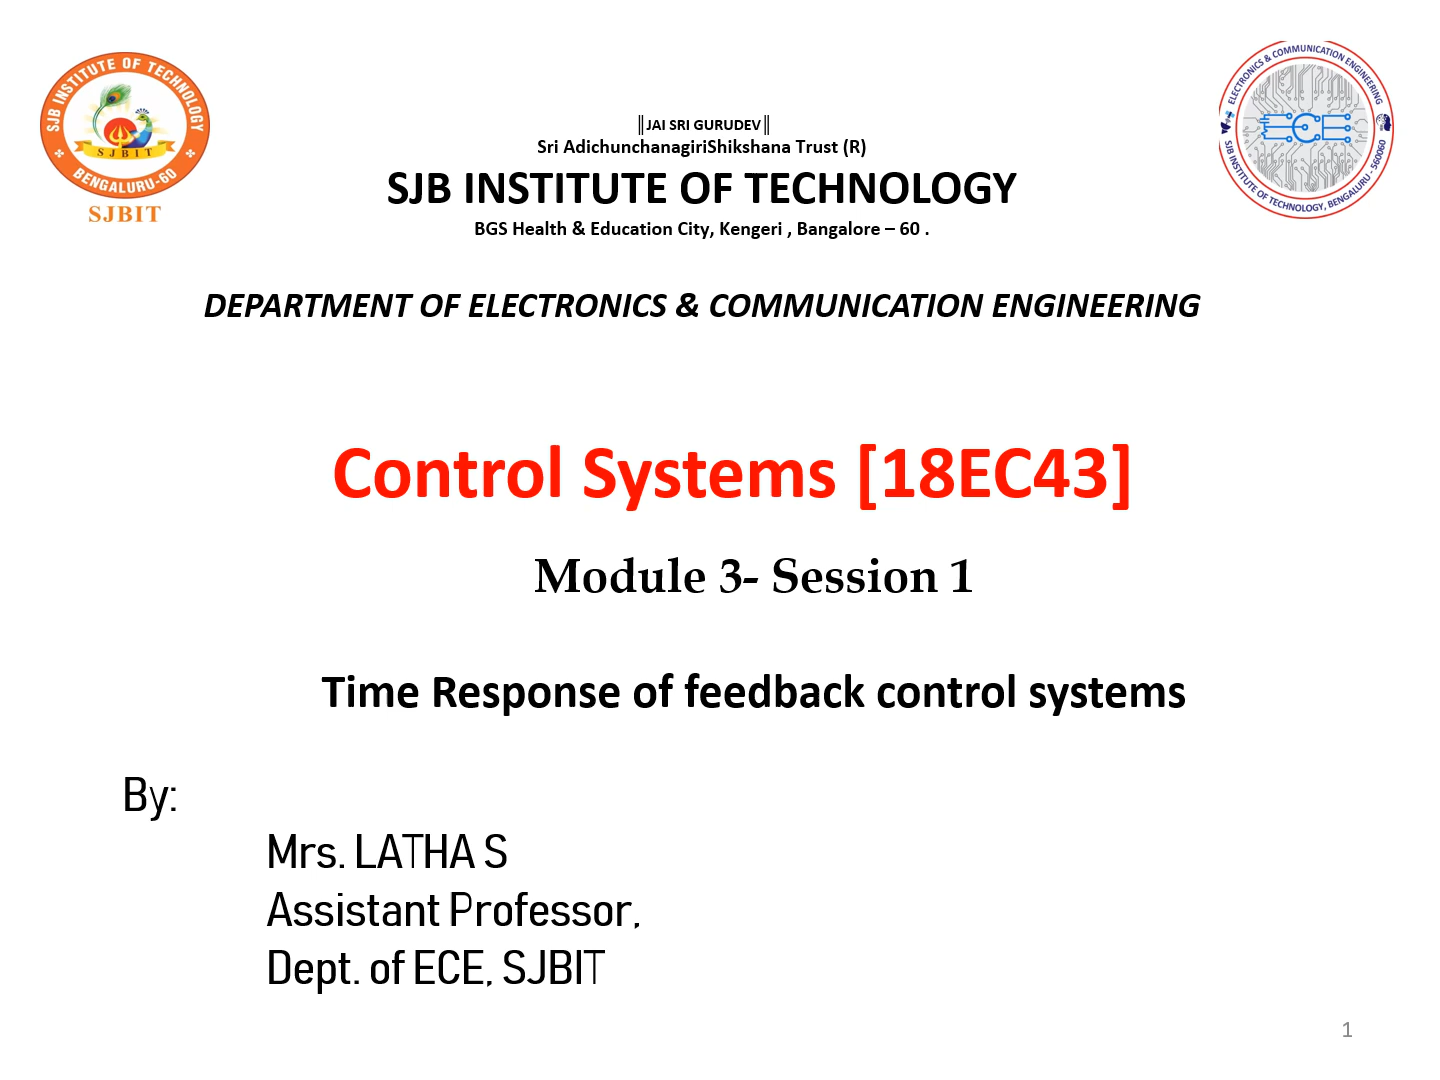 SJB INSTITUTE OF TECHNOLOGY
SJBIT
BENGALURU-60
SJBIT
ELECTRONICS & COMMUNICATION ENGINEERING
ECE
SJB INSTITUTE OF TECHNOLOGY, BENGALURU - 560060
║JAI SRI GURUDEV║
Sri AdichunchanagiriShikshana Trust (R)
SJB INSTITUTE OF TECHNOLOGY
BGS Health & Education City, Kengeri , Bangalore – 60 .
DEPARTMENT OF ELECTRONICS & COMMUNICATION ENGINEERING
Control Systems [18EC43]
Module 3- Session 1
Time Response of feedback control systems
By:
Mrs. LATHA S
Assistant Professor,
Dept. of ECE, SJBIT
1